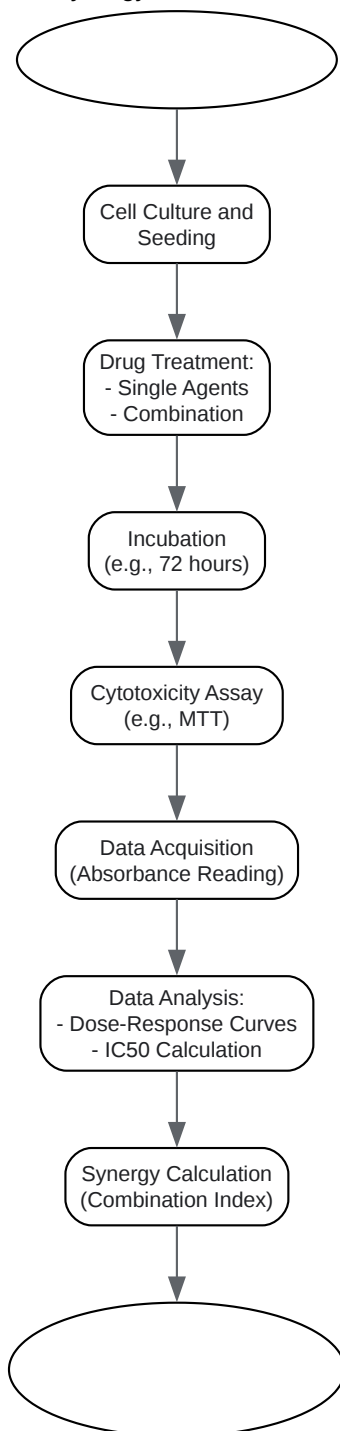 Cell Culture and
Seeding
Drug Treatment:
- Single Agents
- Combination
Incubation
(e.g., 72 hours)
Cytotoxicity Assay
(e.g., MTT)
Data Acquisition
(Absorbance Reading)
Data Analysis:
- Dose-Response Curves
- IC50 Calculation
Synergy Calculation
(Combination Index)